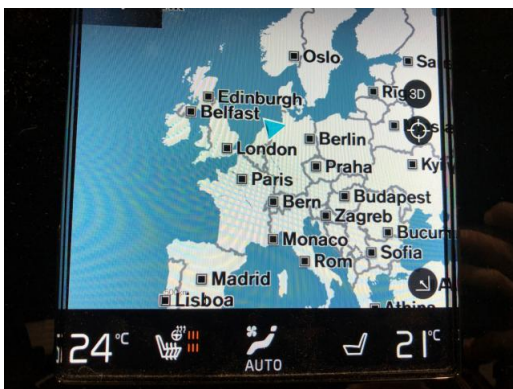 Oslo
Rīg
3D
Edinburgh
Belfast
Berlin
London
Praha
Paris
Budapest
Bern
Zagreb
Monaco
Sofia
Rom
Madrid
Lisboa
24°C
AUTO
21°C